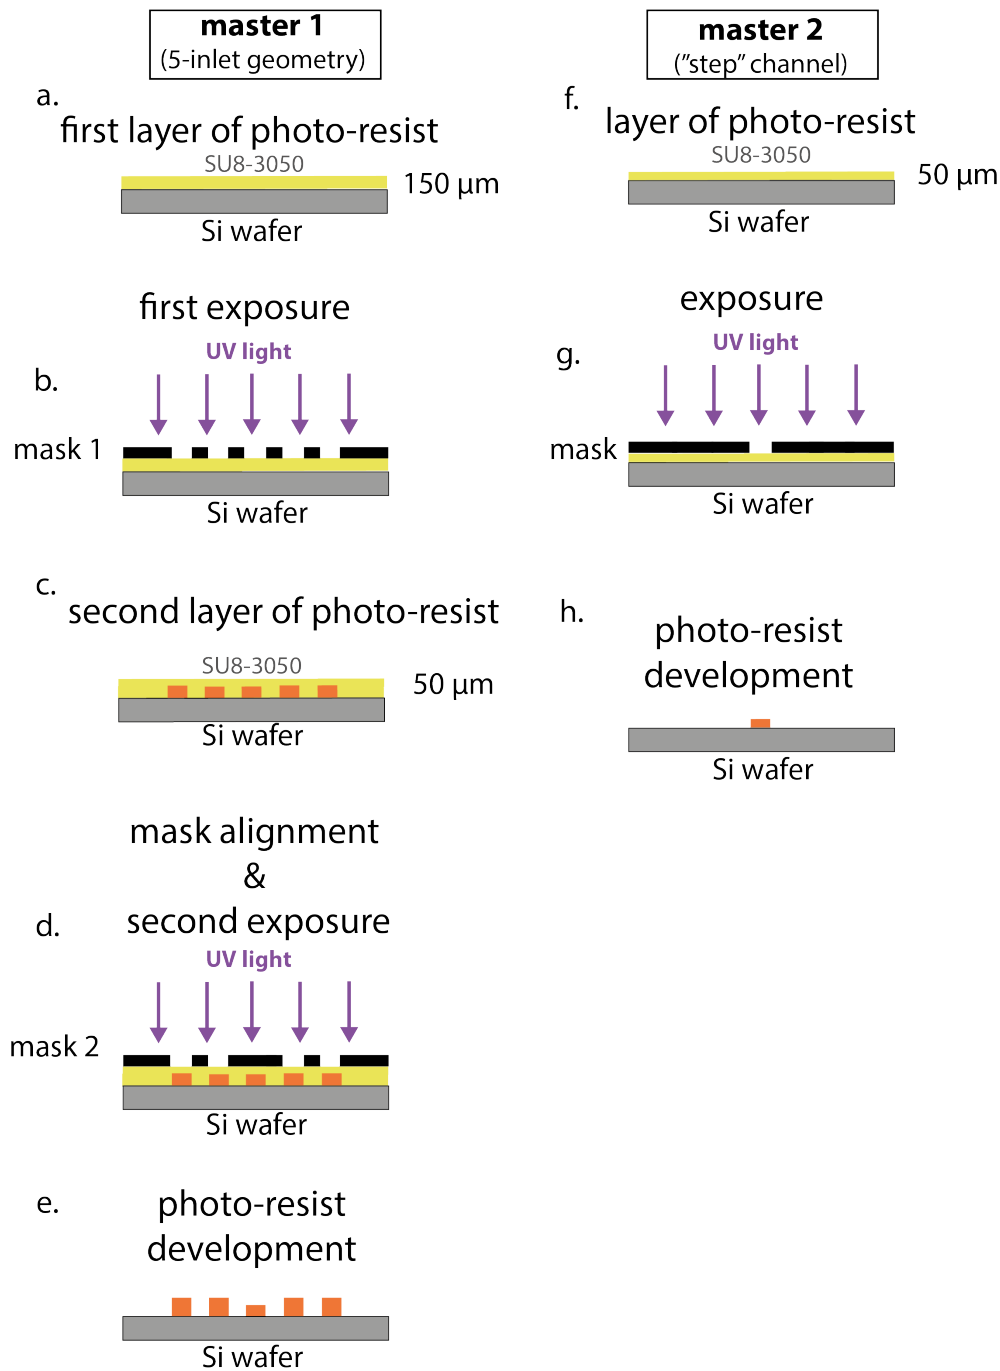 master 1
(5-inlet geometry)
a.
first layer of photo-resist
SU8-3050
150 μm
Si wafer
first exposure
UV light
b.
mask 1
Si wafer
c.
second layer of photo-resist
SU8-3050
50 μm
Si wafer
mask alignment
&
second exposure
d.
UV light
mask 2
Si wafer
e.
photo-resist
development
Si wafer
master 2
("step" channel)
f.
layer of photo-resist
SU8-3050
50 μm
Si wafer
exposure
UV light
g.
mask
Si wafer
h.
photo-resist
development
Si wafer